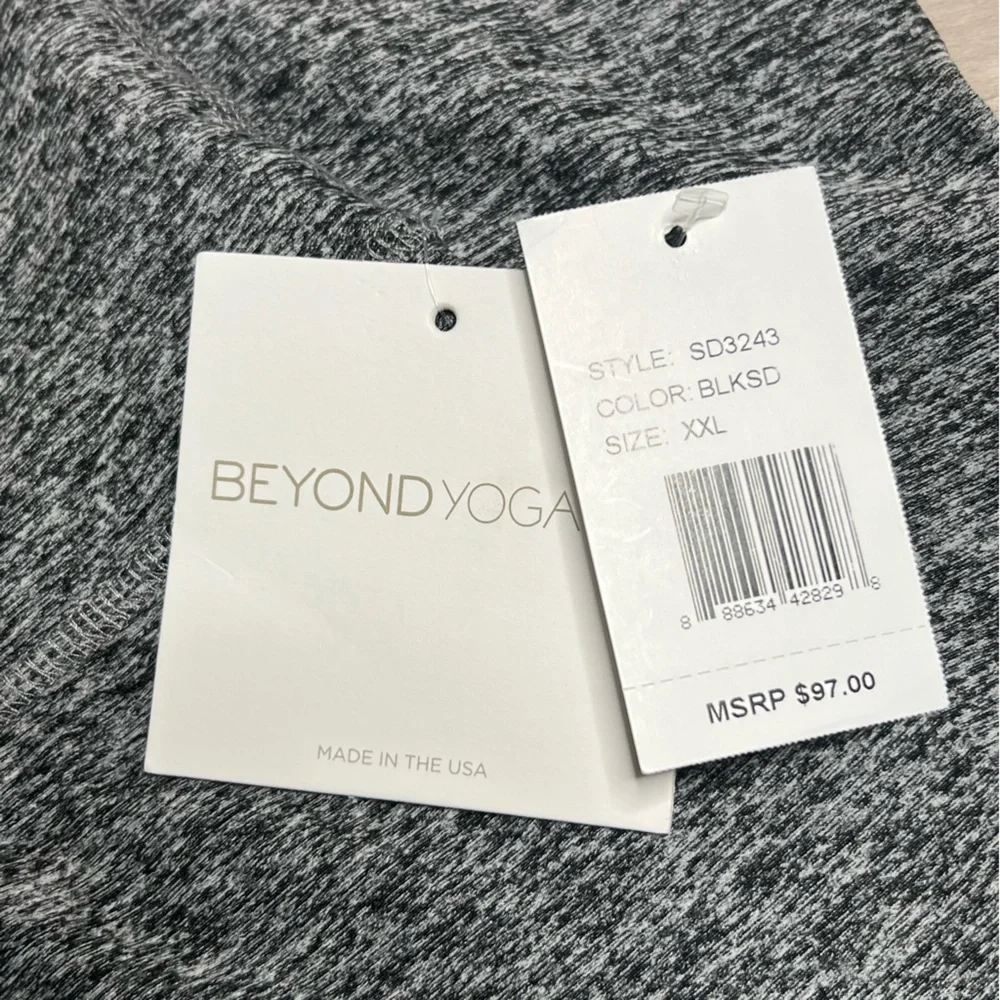 BEYOND YOGA
MADE IN THE USA
STYLE: SD3243
COLOR: BLKSD
SIZE: XXL
8 88634 42829 8
MSRP $97.00